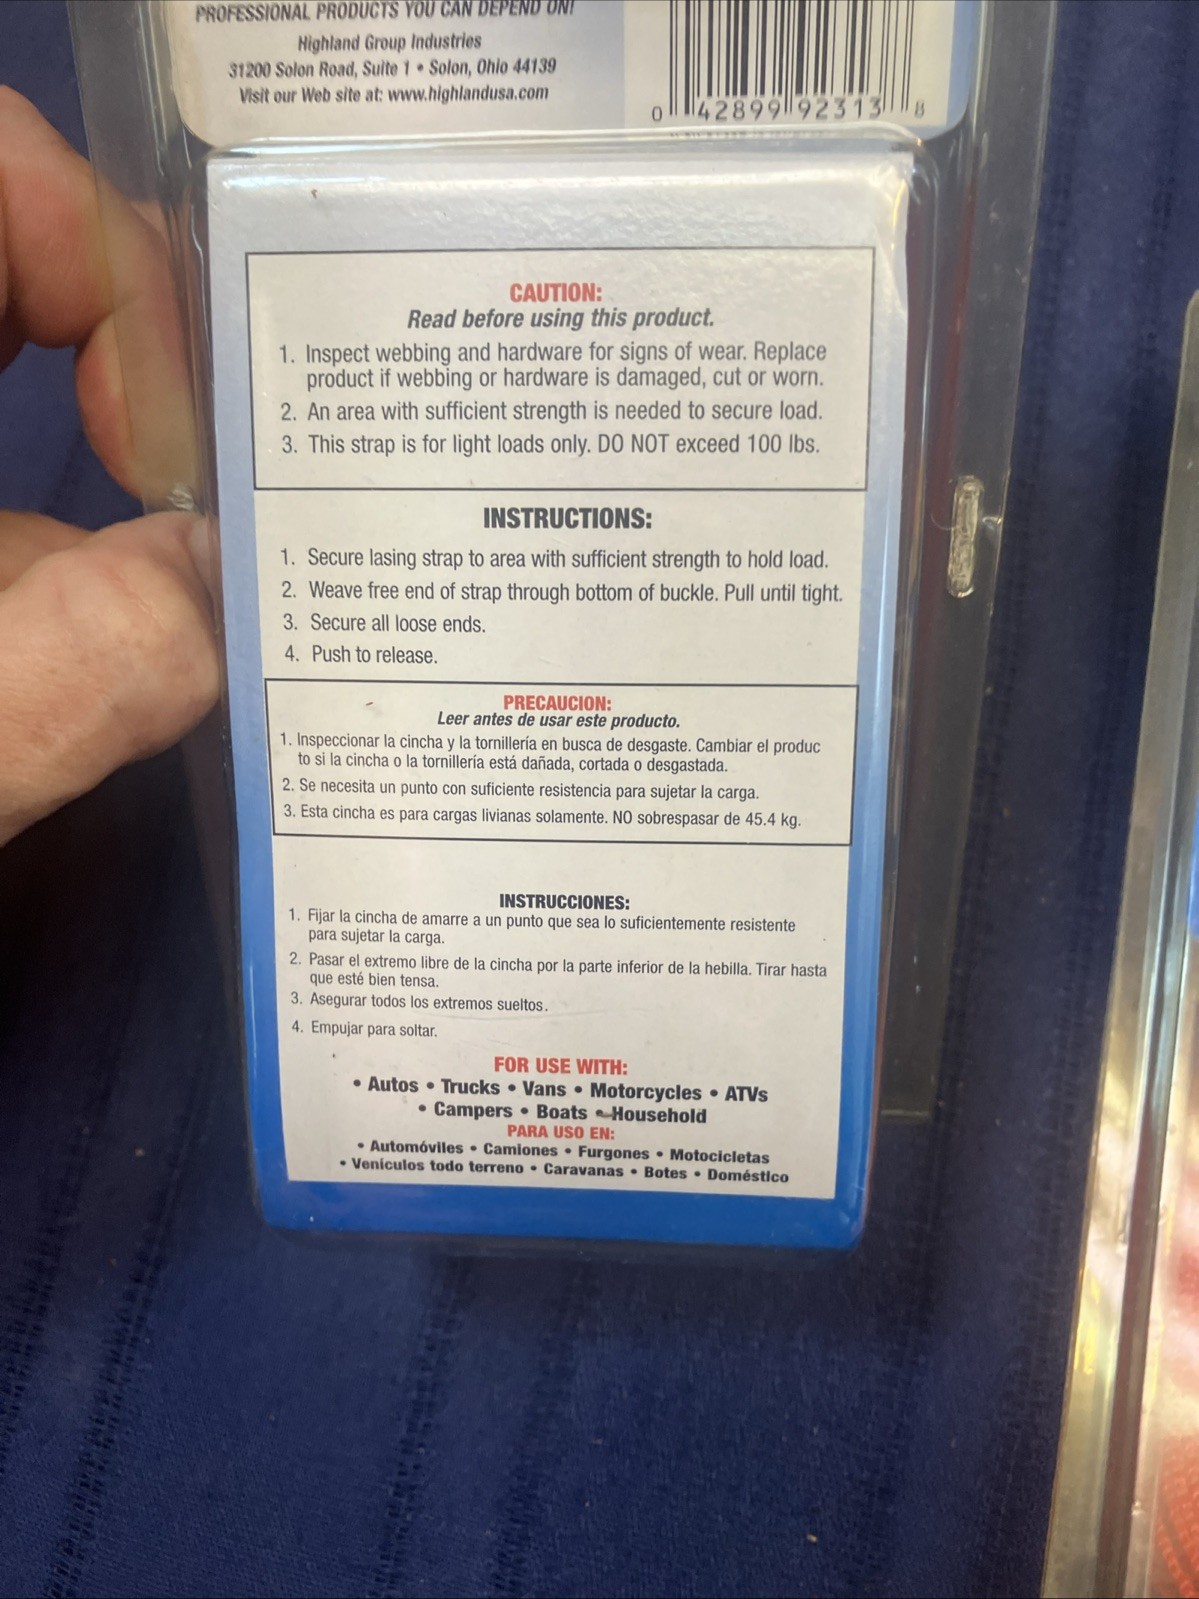 PROFESSIONAL PRODUCTS YOU CAN DEPEND ON!
Highland Group Industries
31200 Solon Road, Suite 1 • Solon, Ohio 44139
Visit our Web site at: www.highlandusa.com
0 42899 92313 8
CAUTION:
Read before using this product.
1. Inspect webbing and hardware for signs of wear. Replace
product if webbing or hardware is damaged, cut or worn.
2. An area with sufficient strength is needed to secure load.
3. This strap is for light loads only. DO NOT exceed 100 lbs.
INSTRUCTIONS:
1. Secure lasing strap to area with sufficient strength to hold load.
2. Weave free end of strap through bottom of buckle. Pull until tight.
3. Secure all loose ends.
4. Push to release.
PRECAUCION:
Leer antes de usar este producto.
1. Inspeccionar la cincha y la tornillería en busca de desgaste. Cambiar el produc
to si la cincha o la tornillería está dañada, cortada o desgastada.
2. Se necesita un punto con suficiente resistencia para sujetar la carga.
3. Esta cincha es para cargas livianas solamente. NO sobrespasar de 45.4 kg.
INSTRUCCIONES:
1. Fijar la cincha de amarre a un punto que sea lo suficientemente resistente
para sujetar la carga.
2. Pasar el extremo libre de la cincha por la parte inferior de la hebilla. Tirar hasta
que esté bien tensa.
3. Asegurar todos los extremos sueltos.
4. Empujar para soltar.
FOR USE WITH:
• Autos • Trucks • Vans • Motorcycles • ATVs
• Campers • Boats • Household
PARA USO EN:
• Automóviles • Camiones • Furgones • Motocicletas
• Venículos todo terreno • Caravanas • Botes • Doméstico